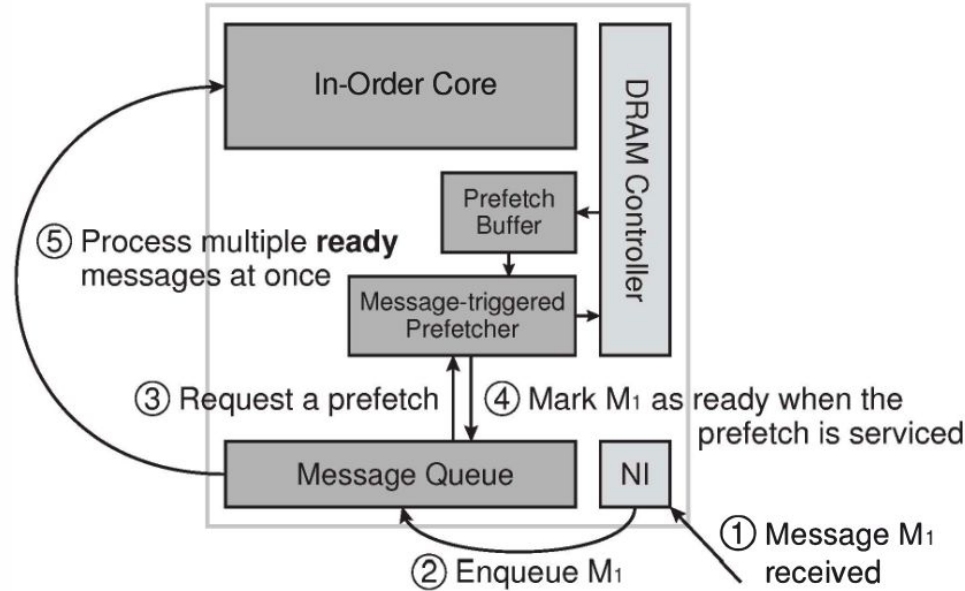 In-Order Core
DRAM Controller
Prefetch
Buffer
⑤ Process multiple ready
messages at once
Message-triggered
Prefetcher
③ Request a prefetch
④ Mark M₁ as ready when the
prefetch is serviced
Message Queue
NI
① Message M₁
received
② Enqueue M₁